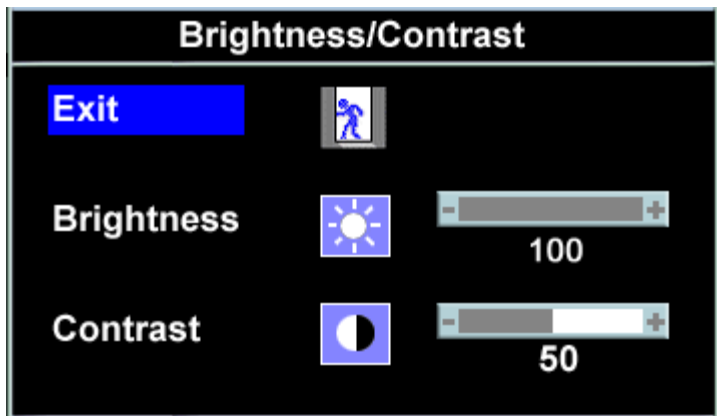 Brightness/Contrast
Exit
Brightness
- +
100
Contrast
- +
50